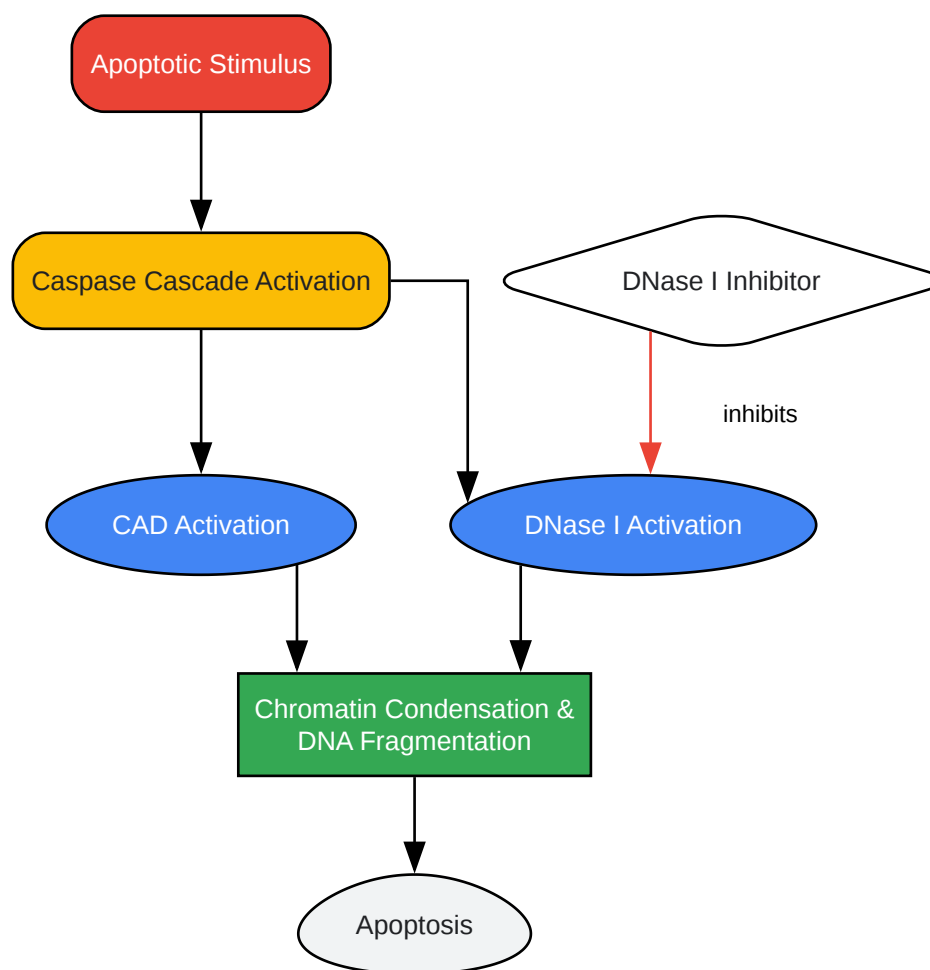 Apoptotic Stimulus
Caspase Cascade Activation
DNase I Inhibitor
inhibits
CAD Activation
DNase I Activation
Chromatin Condensation &
DNA Fragmentation
Apoptosis